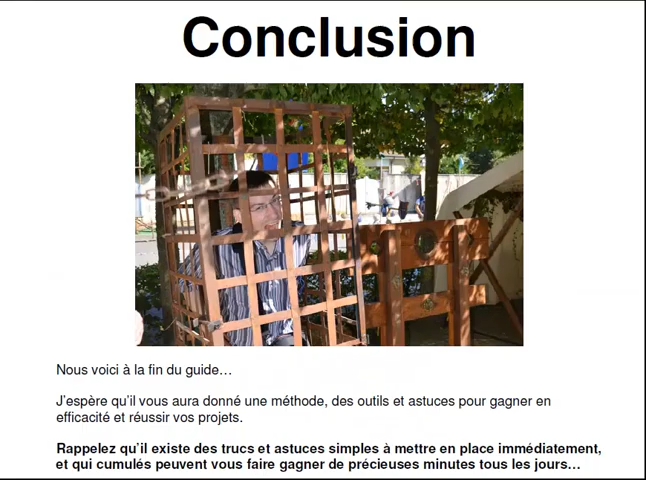 Conclusion
Nous voici à la fin du guide…
J'espère qu'il vous aura donné une méthode, des outils et astuces pour gagner en
efficacité et réussir vos projets.
Rappelez qu'il existe des trucs et astuces simples à mettre en place immédiatement,
et qui cumulés peuvent vous faire gagner de précieuses minutes tous les jours…